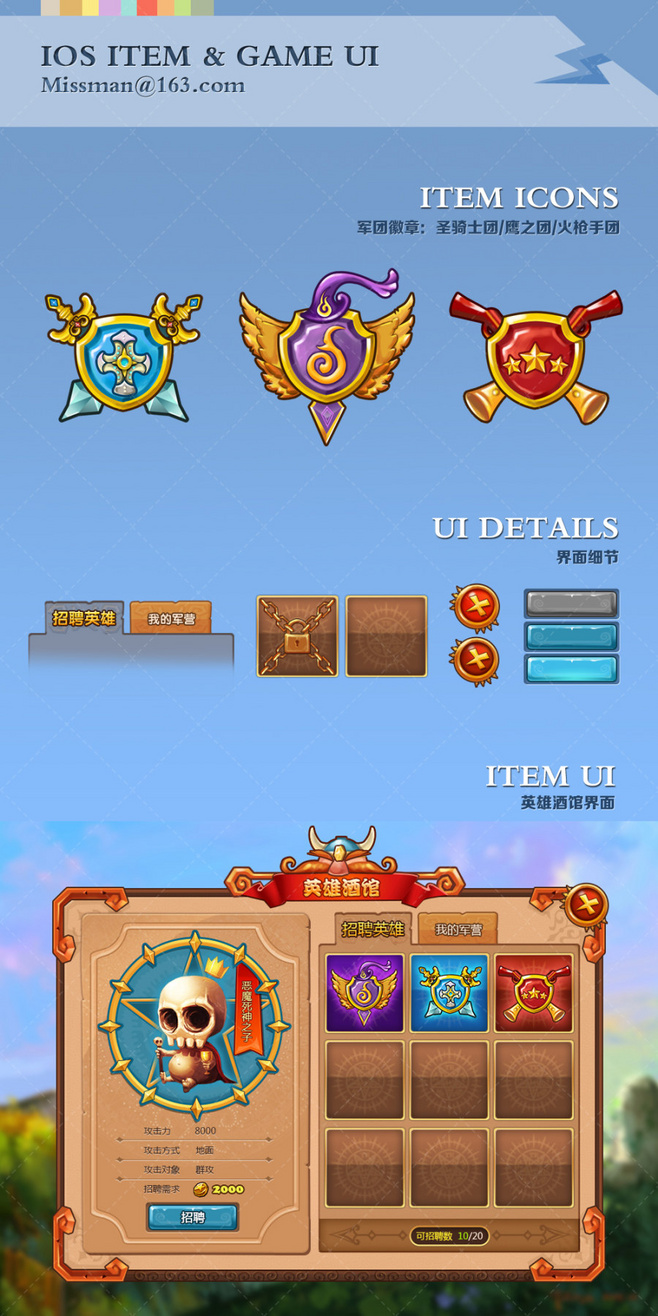 IOS ITEM & GAME UI
Missman@163.com
ITEM ICONS
军团徽章：圣骑士团/鹰之团/火枪手团
UI DETAILS
界面细节
招聘英雄
我的军营
ITEM UI
英雄酒馆界面
英雄酒馆
招聘英雄
我的军营
恶魔死神之子
攻击力 8000
攻击方式 地面
攻击对象 群攻
招聘需求 2000
招聘
可招聘数 10/20